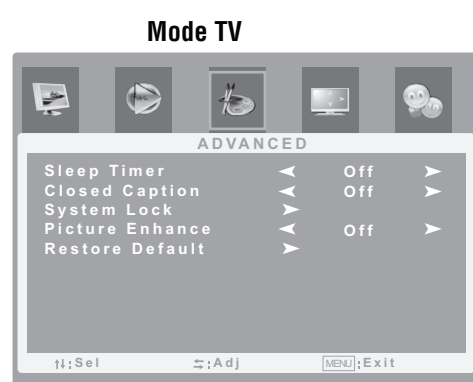 Mode TV
ADVANCED
Sleep Timer Off
Closed Caption Off
System Lock
Picture Enhance Off
Restore Default
:Sel :Adj MENU :Exit